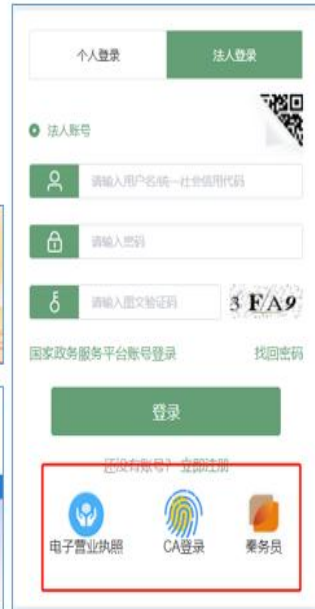 个人登录 法人登录
法人账号
请输入用户名/统一社会信用代码
请输入密码
请输入图文验证码 3 F/A9
国家政务服务平台账号登录 找回密码
登录
还没有账号？ 立即注册
电子营业执照 CA登录 秦务员